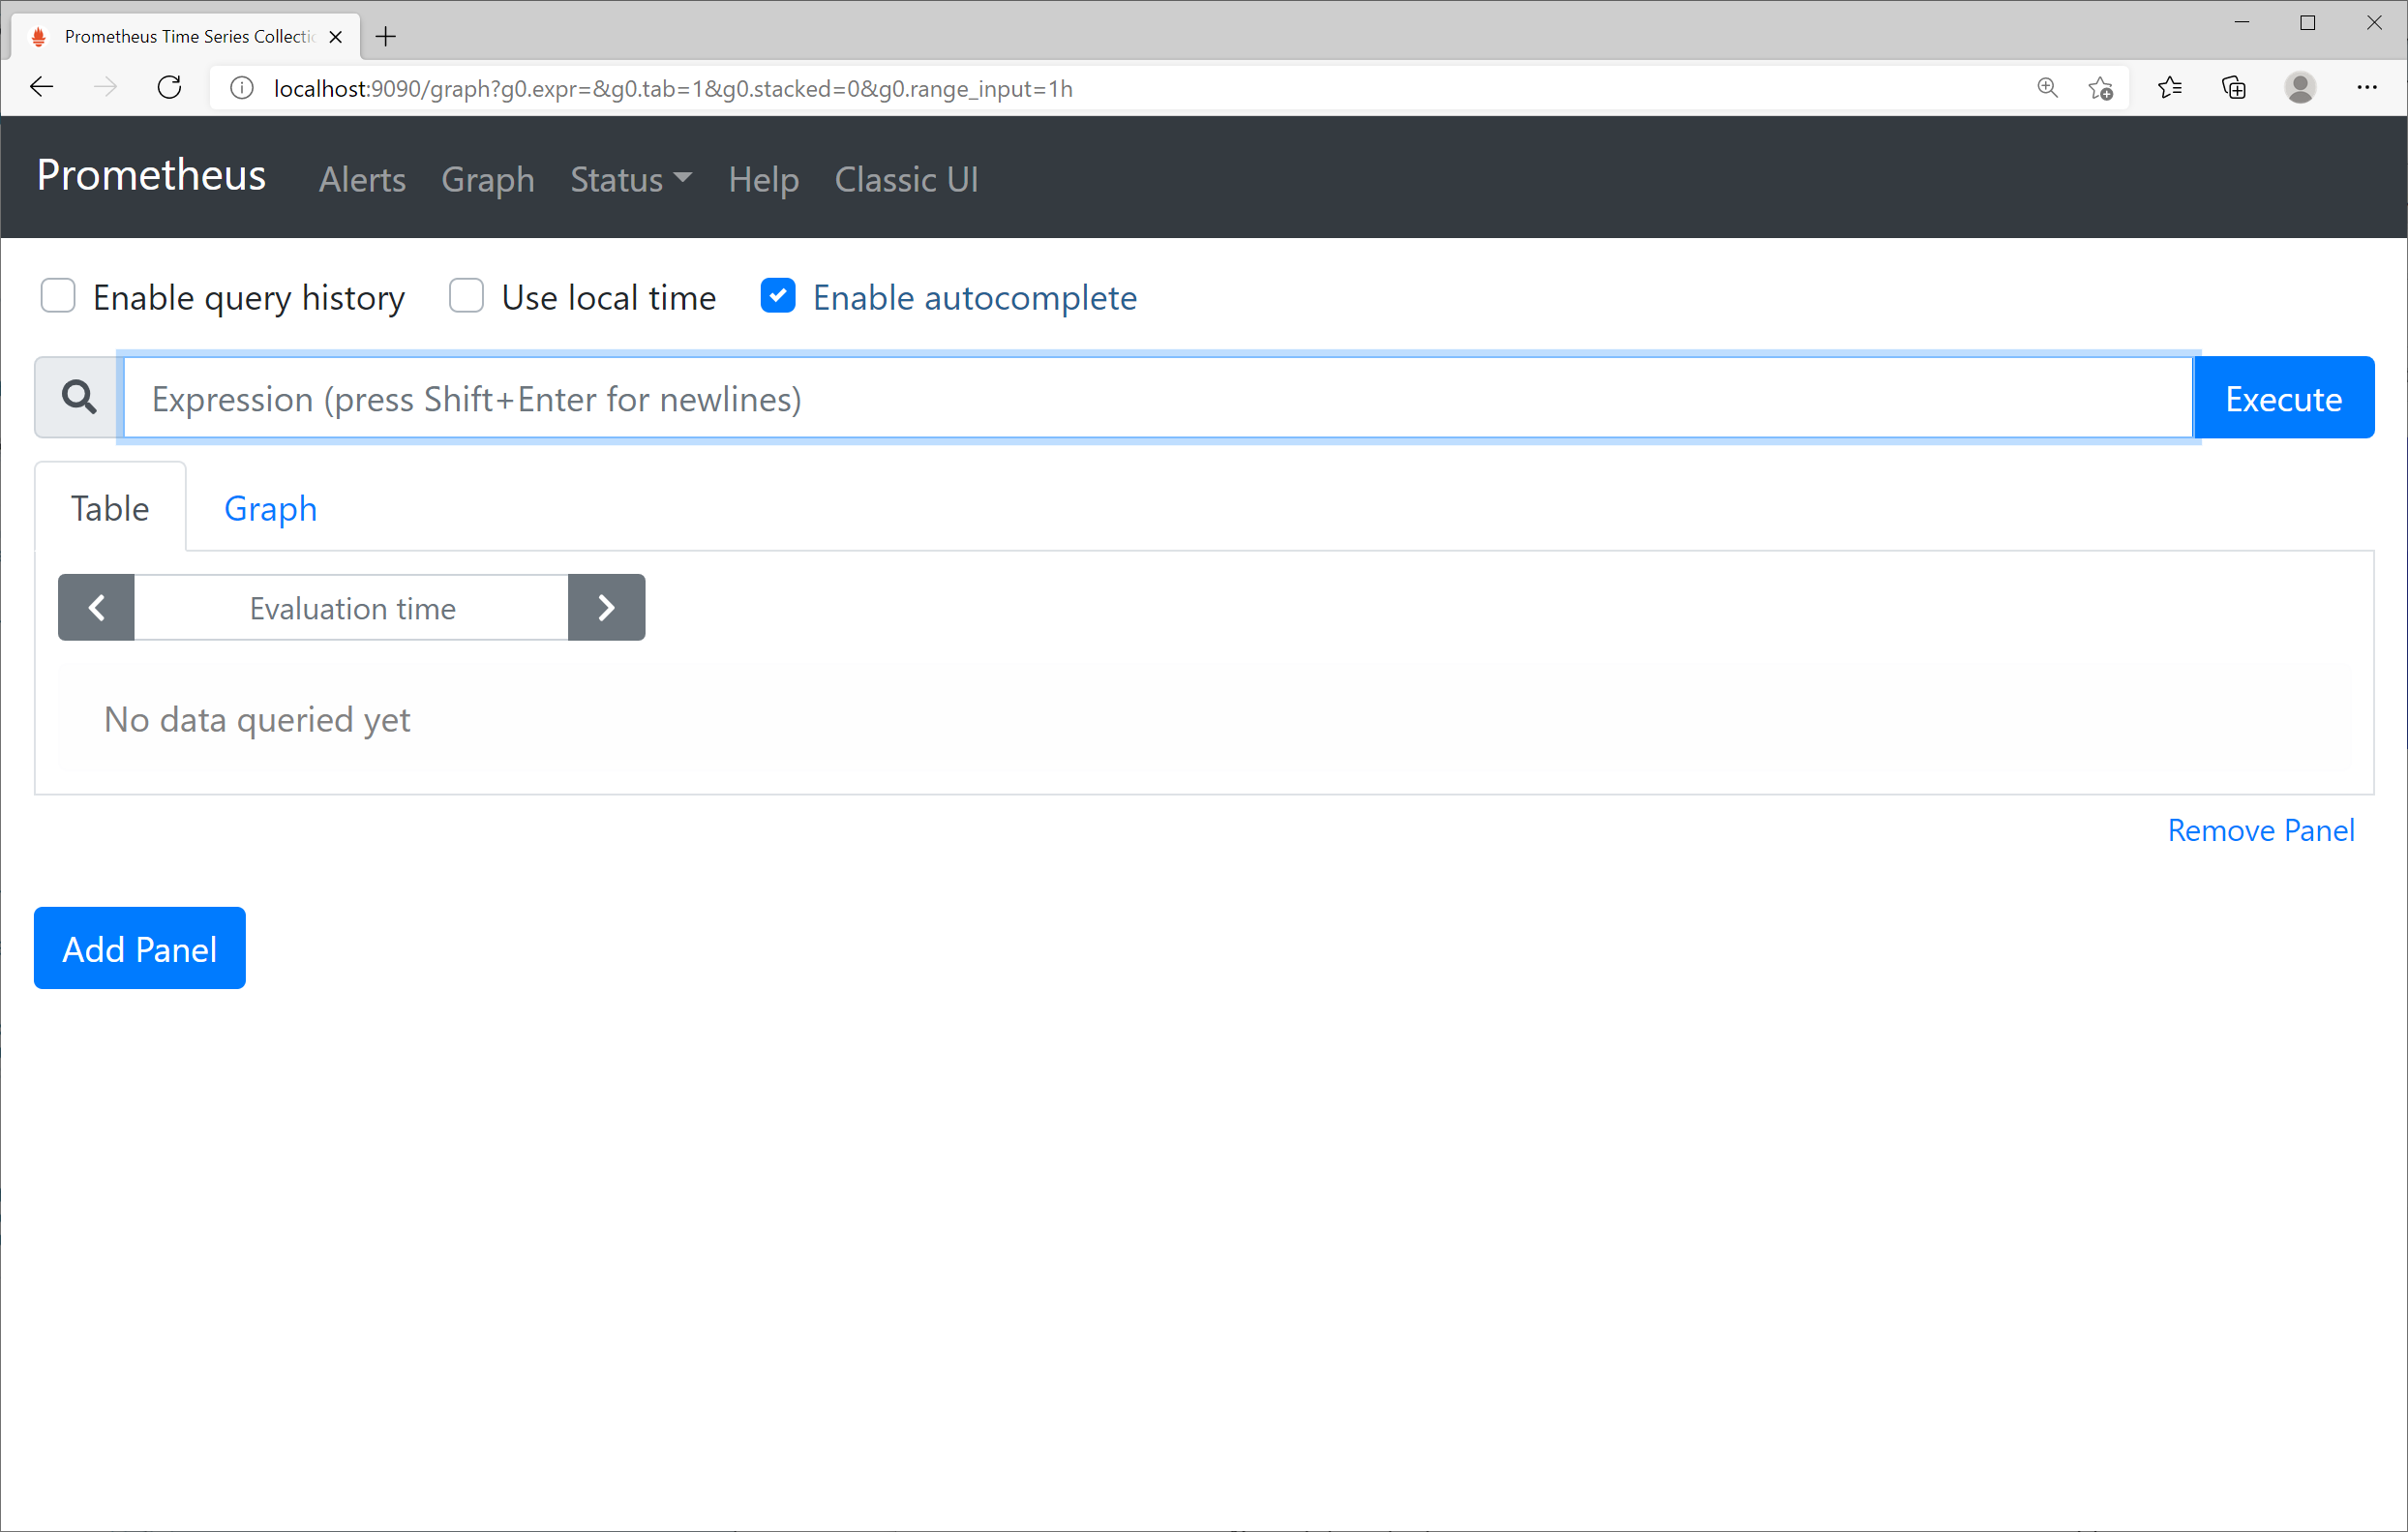 Prometheus Time Series Collectio
localhost:9090/graph?g0.expr=&g0.tab=1&g0.stacked=0&g0.range_input=1h
Prometheus Alerts Graph Status Help Classic UI
Enable query history Use local time Enable autocomplete
Expression (press Shift+Enter for newlines) Execute
Table Graph
Evaluation time
No data queried yet
Remove Panel
Add Panel